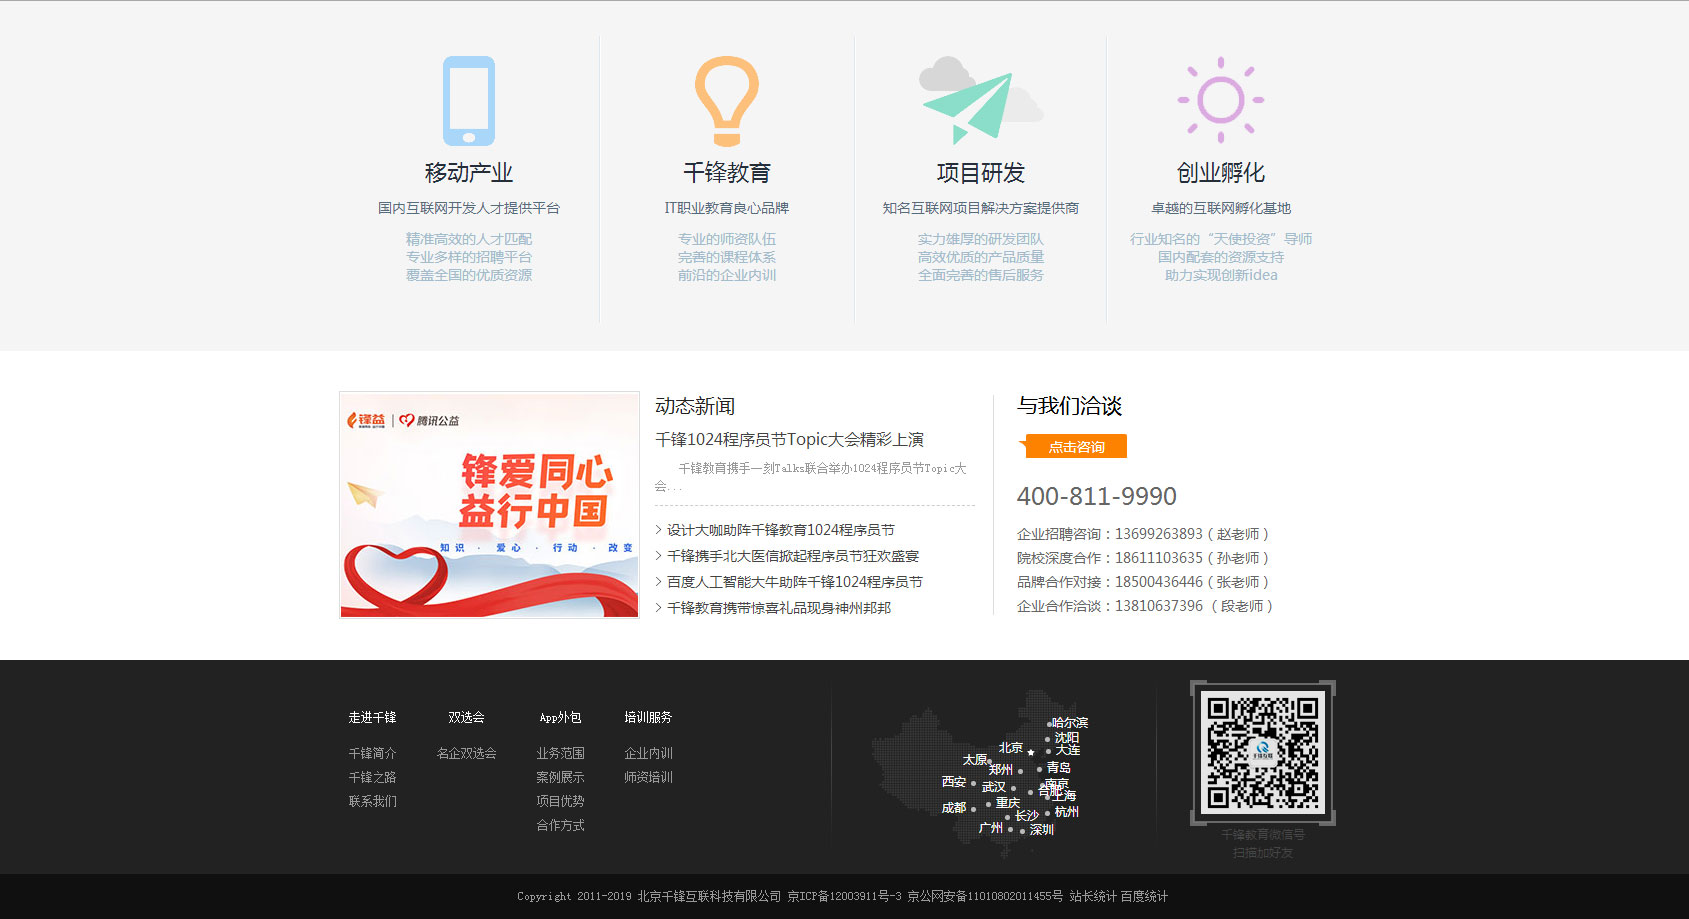 移动产业
国内互联网开发人才提供平台
精准高效的人才匹配
专业多样的招聘平台
覆盖全国的优质资源
千锋教育
IT职业教育良心品牌
专业的师资队伍
完善的课程体系
前沿的企业内训
项目研发
知名互联网项目解决方案提供商
实力雄厚的研发团队
高效优质的产品质量
全面完善的售后服务
创业孵化
卓越的互联网孵化基地
行业知名的“天使投资”导师
国内配套的资源支持
助力实现创新idea
锋益 | 腾讯公益
锋爱同心
益行中国
知识 · 爱心 · 行动 · 改变
动态新闻
千锋1024程序员节Topic大会精彩上演
千锋教育携手一刻Talks联合举办1024程序员节Topic大
会...
> 设计大咖助阵千锋教育1024程序员节
> 千锋携手北大医信掀起程序员节狂欢盛宴
> 百度人工智能大牛助阵千锋1024程序员节
> 千锋教育携带惊喜礼品现身神州邦邦
与我们洽谈
点击咨询
400-811-9990
企业招聘咨询：13699263893（赵老师）
院校深度合作：18611103635（孙老师）
品牌合作对接：18500436446（张老师）
企业合作洽谈：13810637396 （段老师）
走进千锋
千锋简介
千锋之路
联系我们
双选会
名企双选会
App外包
业务范围
案例展示
项目优势
合作方式
培训服务
企业内训
师资培训
哈尔滨
沈阳
北京
大连
太原
郑州
青岛
西安
武汉
南京
合肥
上海
成都
重庆
长沙
杭州
广州
深圳
千锋互联
千锋教育微信号
扫描加好友
Copyright 2011-2019 北京千锋互联科技有限公司 京ICP备12003911号-3 京公网安备11010802011455号 站长统计 百度统计